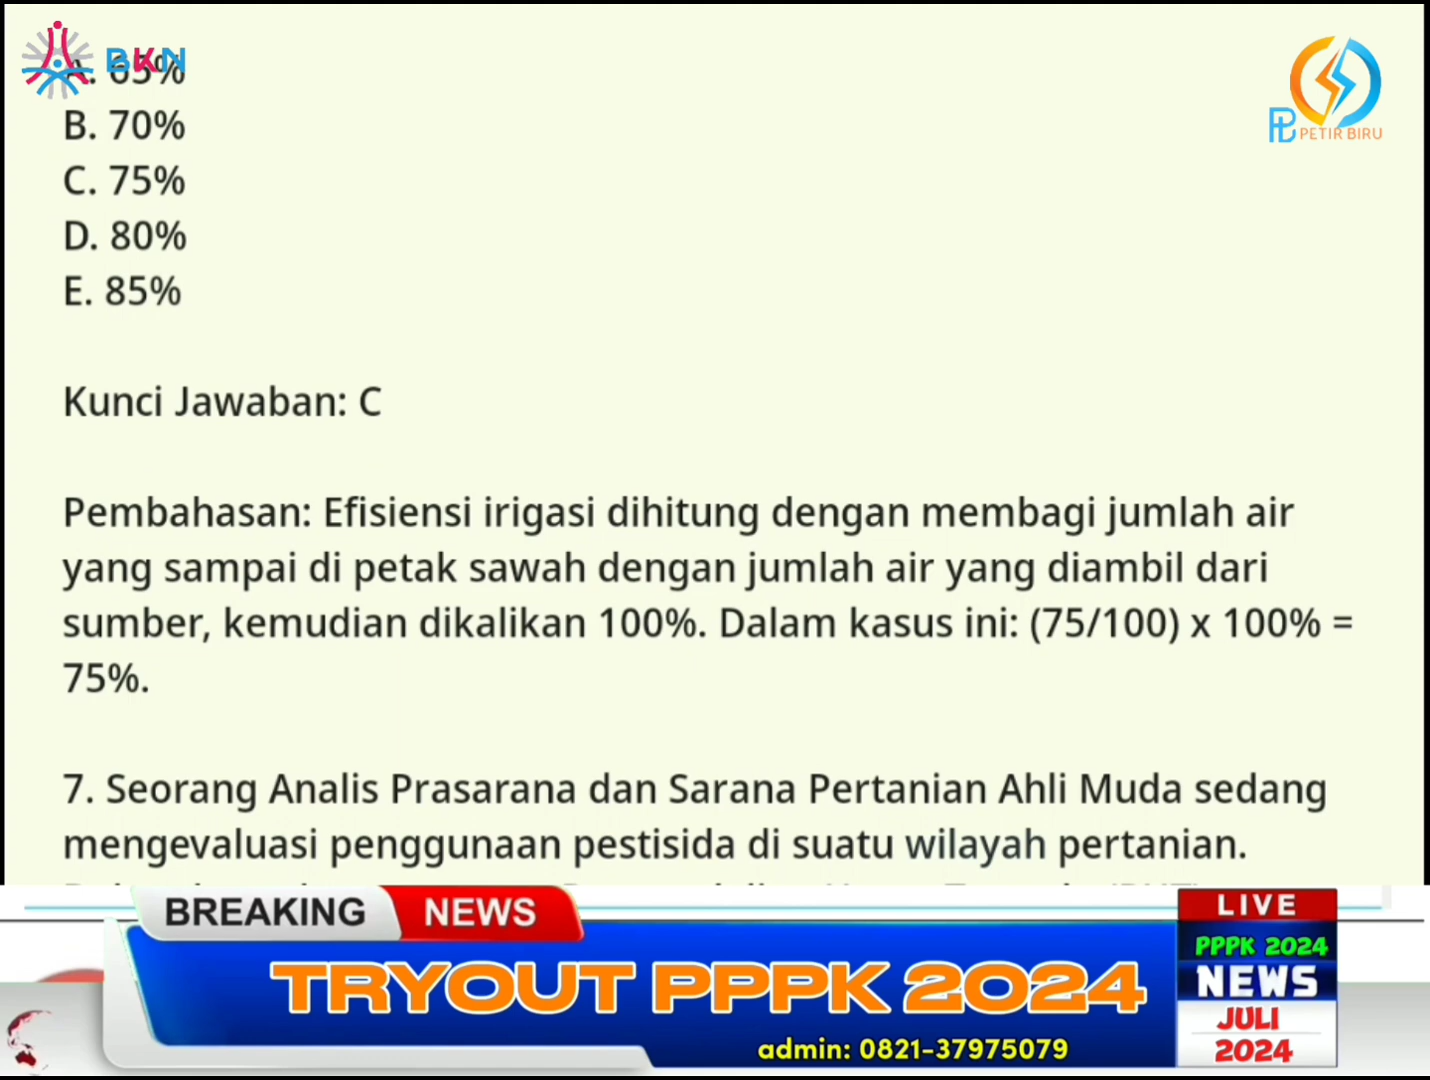 BKN
A. 65%
B. 70%
C. 75%
D. 80%
E. 85%
PETIR BIRU
Kunci Jawaban: C
Pembahasan: Efisiensi irigasi dihitung dengan membagi jumlah air
yang sampai di petak sawah dengan jumlah air yang diambil dari
sumber, kemudian dikalikan 100%. Dalam kasus ini: (75/100) x 100% =
75%.
7. Seorang Analis Prasarana dan Sarana Pertanian Ahli Muda sedang
mengevaluasi penggunaan pestisida di suatu wilayah pertanian.
BREAKING NEWS
TRYOUT PPPK 2024
admin: 0821-37975079
LIVE
PPPK 2024
NEWS
JULI
2024